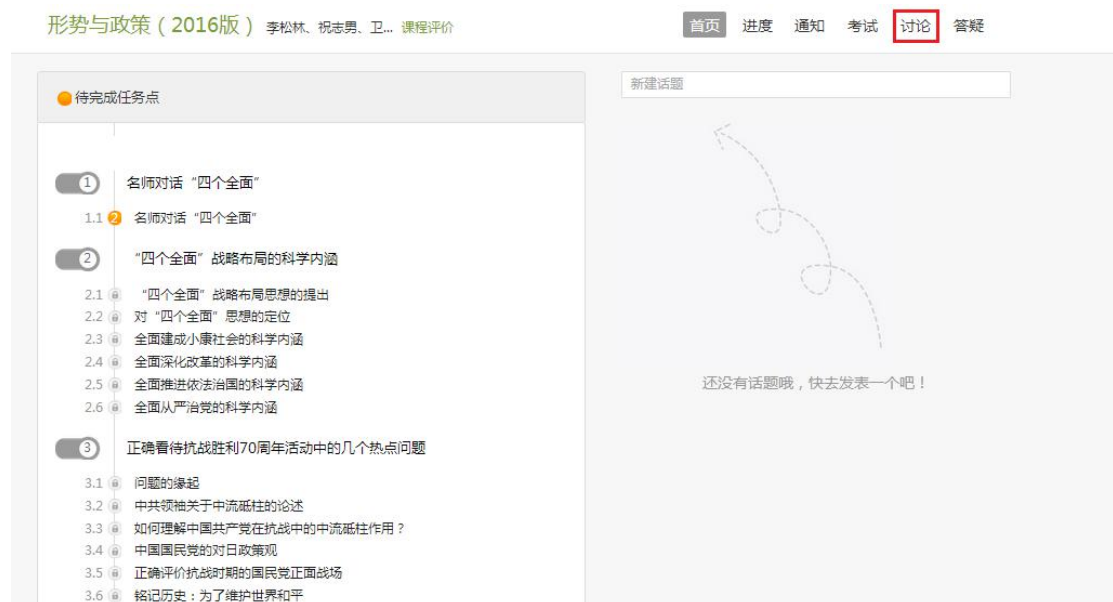 形势与政策（2016版） 李松林、祝志男、卫... 课程评价
首页 进度 通知 考试 讨论 答疑
待完成任务点
1 名师对话“四个全面”
1.1 2 名师对话“四个全面”
2 “四个全面”战略布局的科学内涵
2.1 “四个全面”战略布局思想的提出
2.2 对“四个全面”思想的定位
2.3 全面建成小康社会的科学内涵
2.4 全面深化改革的科学内涵
2.5 全面推进依法治国的科学内涵
2.6 全面从严治党的科学内涵
3 正确看待抗战胜利70周年活动中的几个热点问题
3.1 问题的缘起
3.2 中共领袖关于中流砥柱的论述
3.3 如何理解中国共产党在抗战中的中流砥柱作用？
3.4 中国国民党的对日政策观
3.5 正确评价抗战时期的国民党正面战场
3.6 铭记历史：为了维护世界和平
新建话题
还没有话题哦，快去发表一个吧！